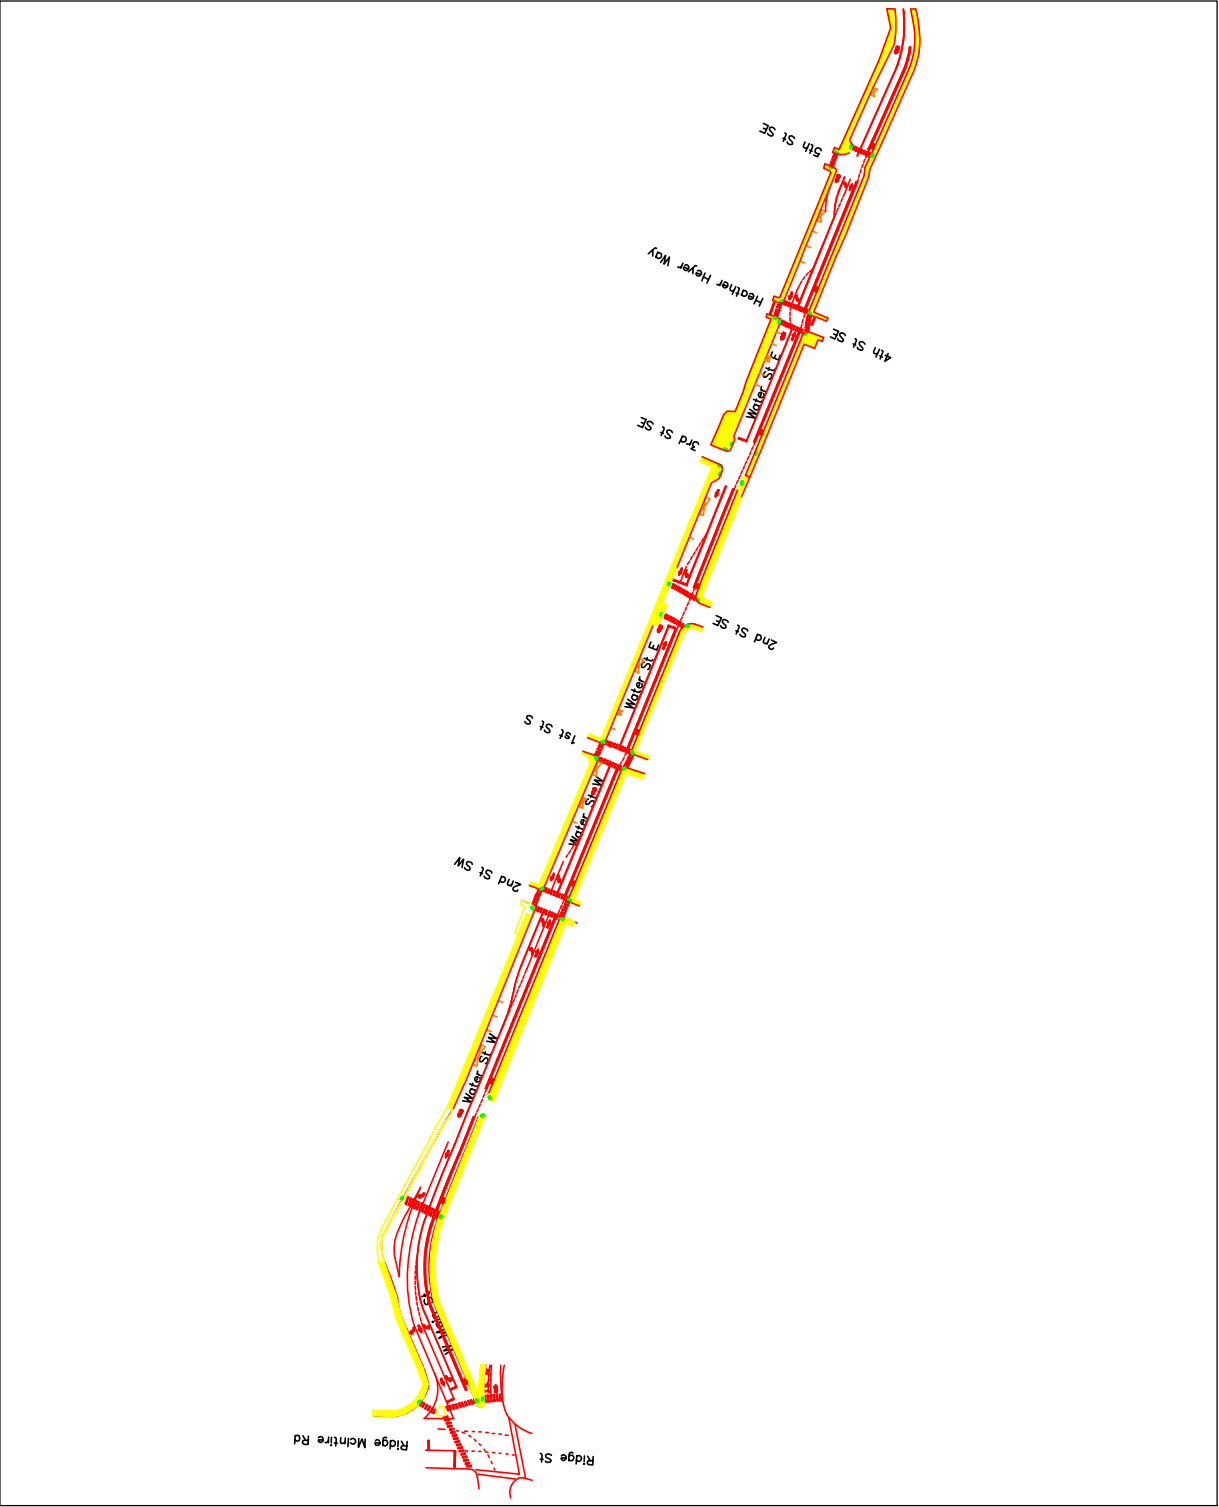 5th St SE
Heather Heyer Way
4th St SE
Water St E
3rd St SE
2nd St SE
Water St E
1st St S
Water St W
2nd St SW
Water St W
W Main St
Ridge McIntire Rd
Ridge St